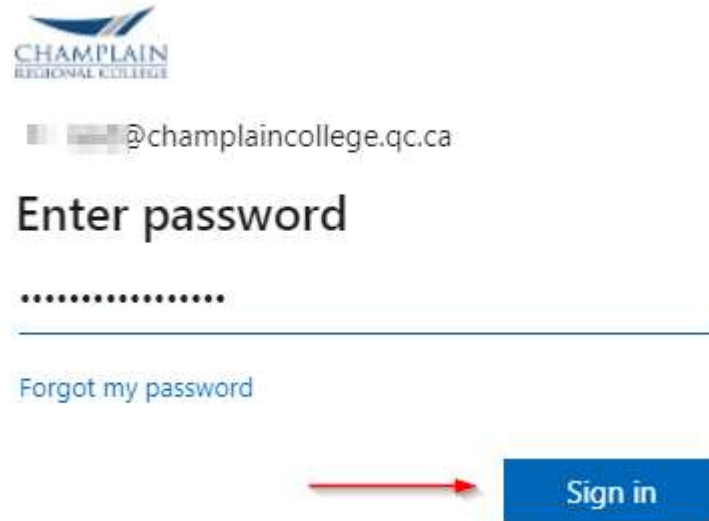 CHAMPLAIN
REGIONAL COLLEGE
@champlaincollege.qc.ca
Enter password
•••••••••••••••••
Forgot my password
Sign in